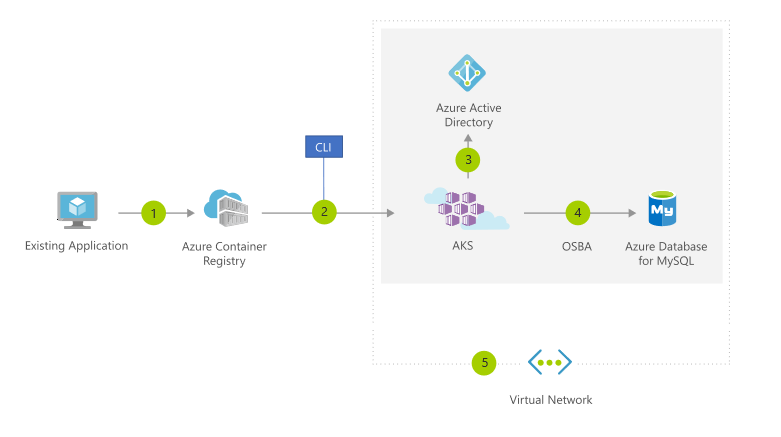 Azure Active
Directory
CLI
3
1
2
4
My
Existing Application
Azure Container
Registry
AKS
OSBA
Azure Database
for MySQL
5
Virtual Network